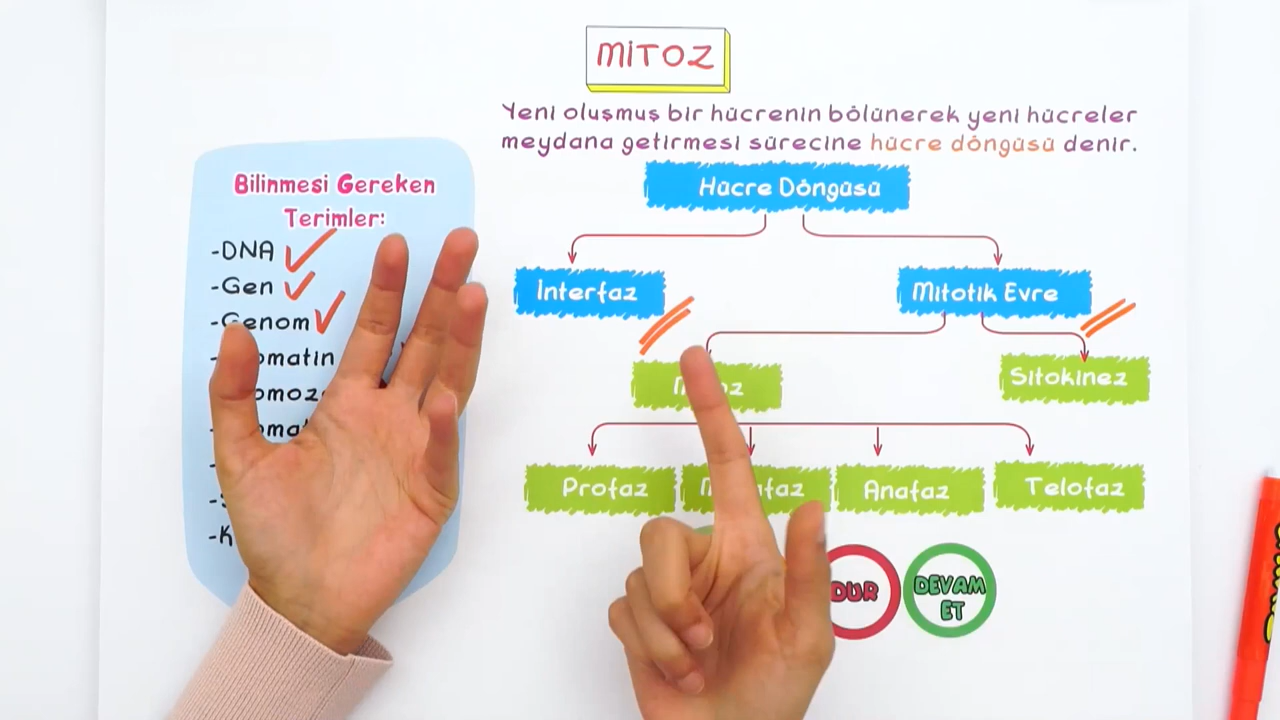 MİTOZ
Yeni oluşmuş bir hücrenin bölünerek yeni hücreler
meydana getirmesi sürecine hücre döngüsü denir.
Bilinmesi Gereken
Terimler:
-DNA
-Gen
-Genom
Hücre Döngüsü
İnterfaz
Mitotik Evre
Sitokinez
Profaz
Anafaz
Telofaz
DUR
DEVAM
ET